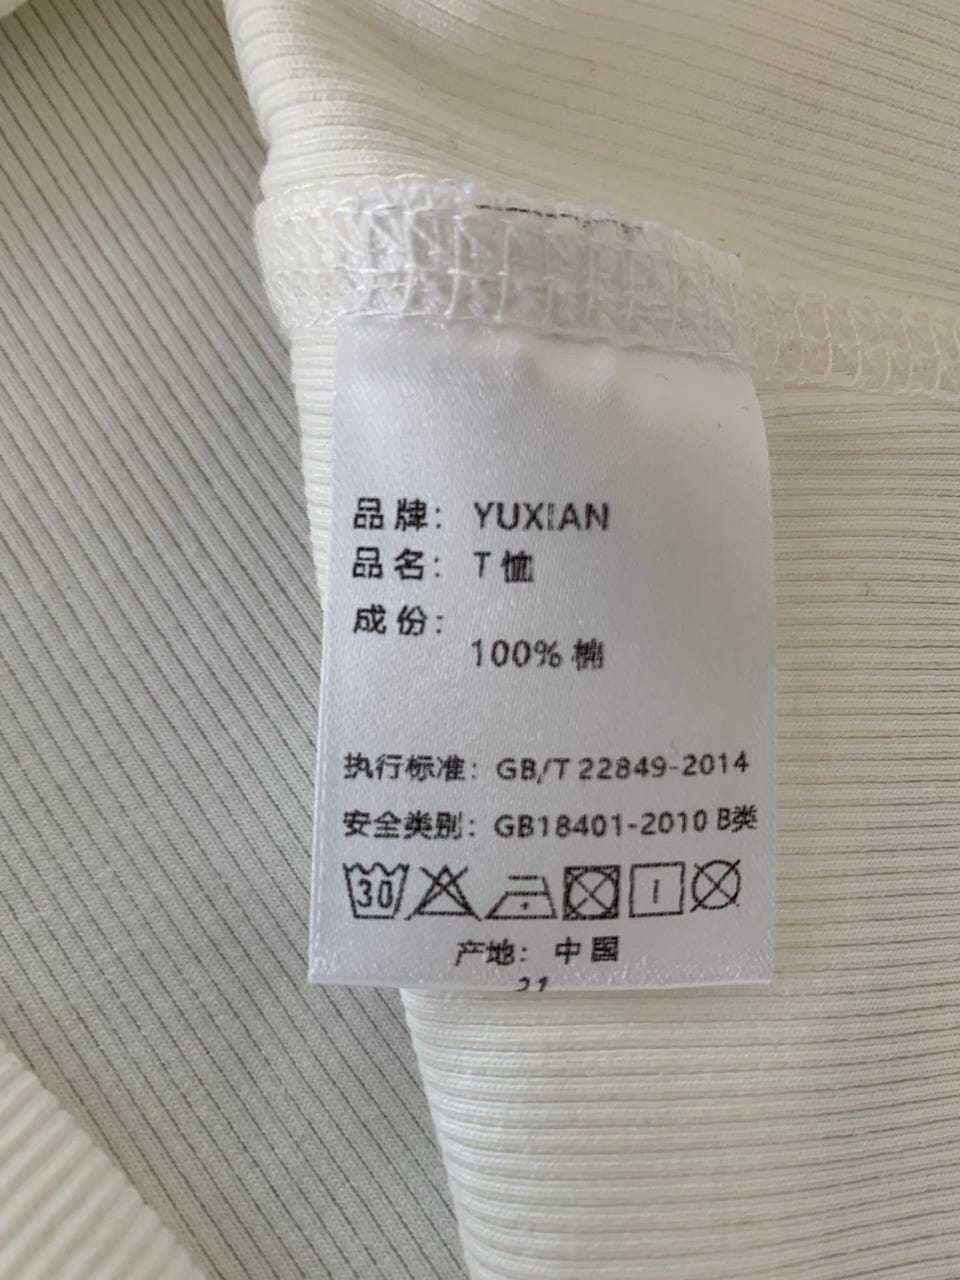 品牌： YUXIAN
品名： T恤
成份：
100% 棉
执行标准： GB/T 22849-2014
安全类别： GB18401-2010 B类
30
产地： 中国
21